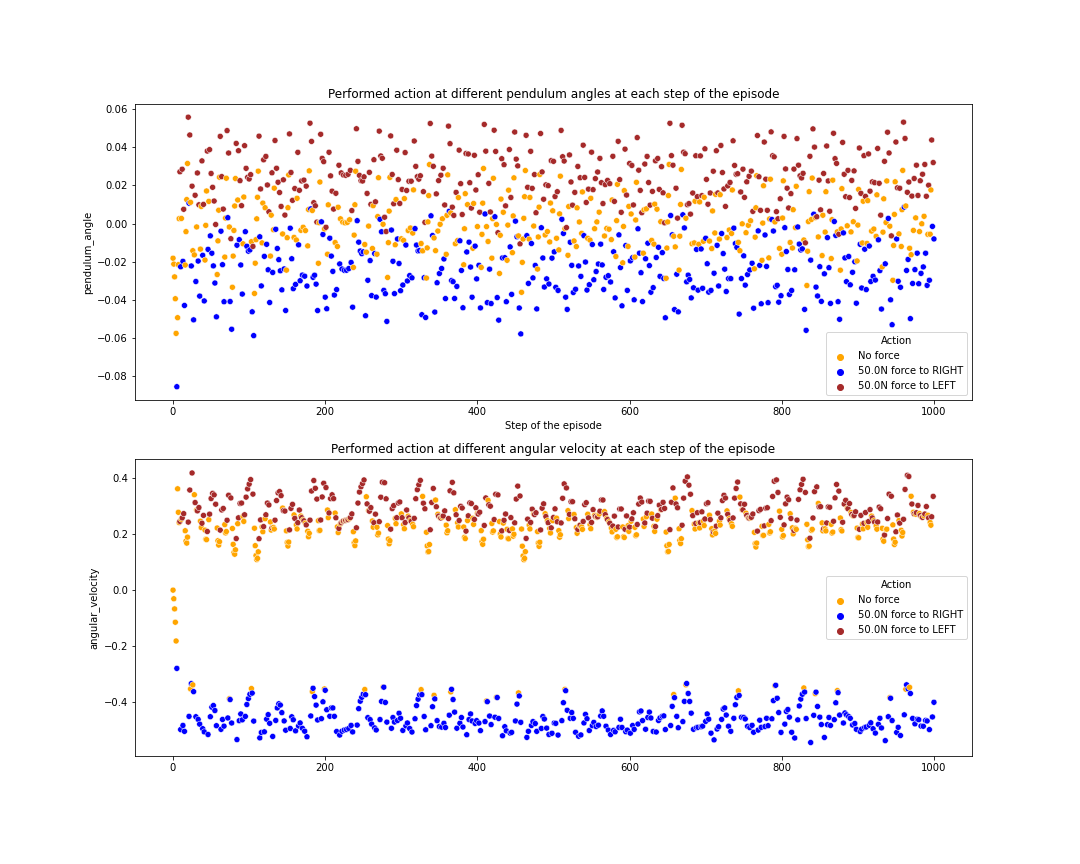 Performed action at different pendulum angles at each step of the episode
0.06
0.04
0.02
0.00
−0.02
−0.04
−0.06
−0.08
pendulum_angle
Action
No force
50.0N force to RIGHT
50.0N force to LEFT
0
200
400
600
800
1000
Step of the episode
Performed action at different angular velocity at each step of the episode
0.4
0.2
0.0
−0.2
−0.4
angular_velocity
Action
No force
50.0N force to RIGHT
50.0N force to LEFT
0
200
400
600
800
1000